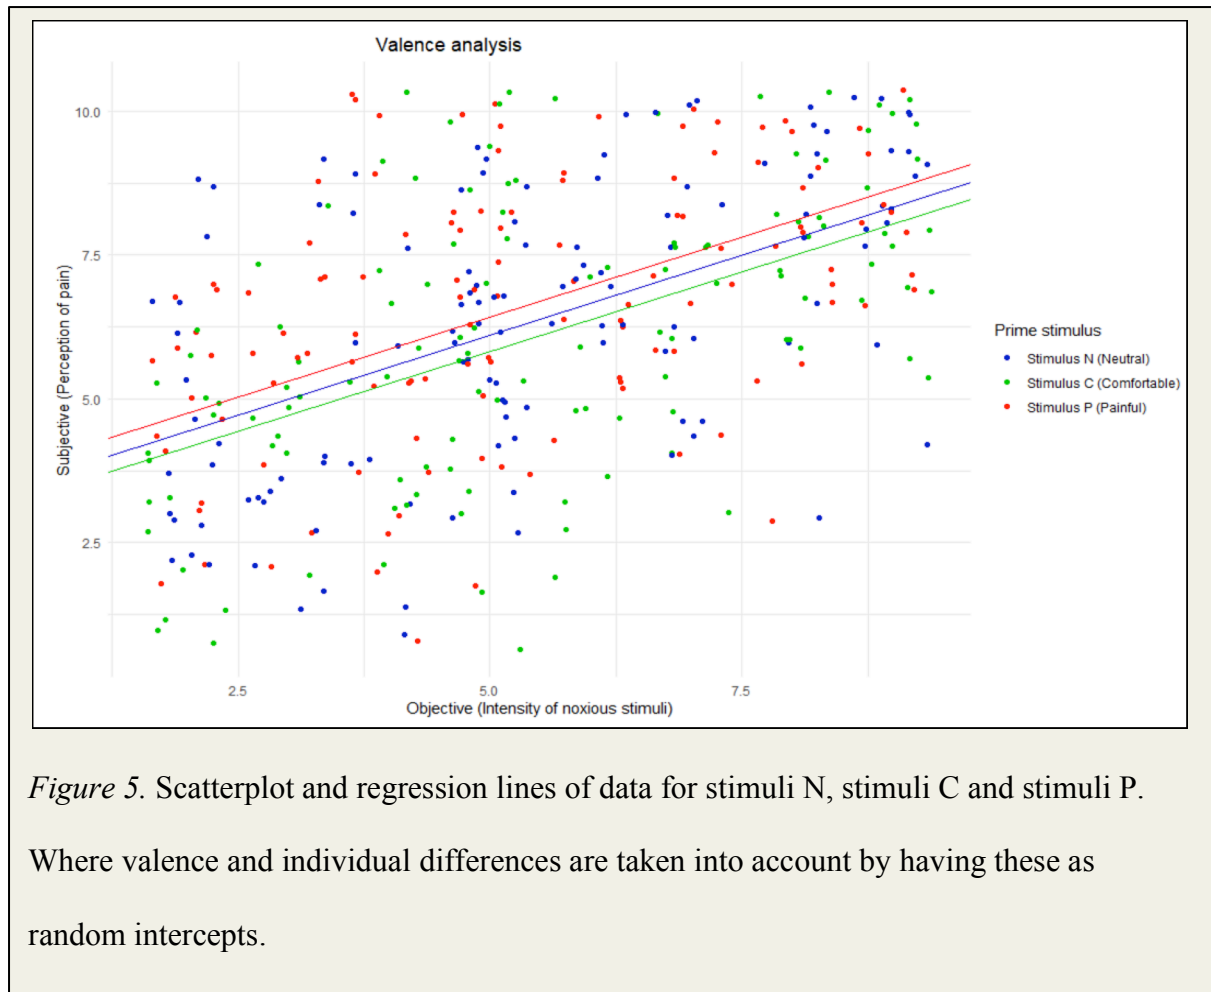 Valence analysis
10.0
7.5
5.0
2.5
Subjective (Perception of pain)
2.5 5.0 7.5
Objective (Intensity of noxious stimuli)
Prime stimulus
Stimulus N (Neutral)
Stimulus C (Comfortable)
Stimulus P (Painful)
Figure 5. Scatterplot and regression lines of data for stimuli N, stimuli C and stimuli P.
Where valence and individual differences are taken into account by having these as
random intercepts.